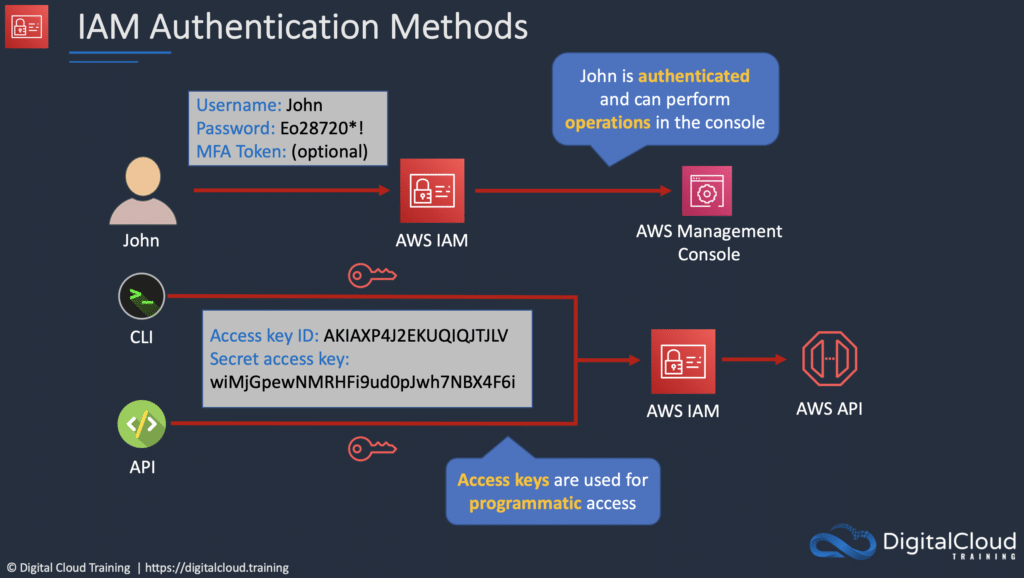 IAM Authentication Methods
Username: John
Password: Eo28720*!
MFA Token: (optional)
John is authenticated
and can perform
operations in the console
John
AWS IAM
AWS Management
Console
CLI
Access key ID: AKIAXP4J2EKUQIQJTJLV
Secret access key:
wiMjGpewNMRHFi9ud0pJwh7NBX4F6i
AWS IAM
AWS API
API
Access keys are used for
programmatic access
DigitalCloud
TRAINING
© Digital Cloud Training | https://digitalcloud.training